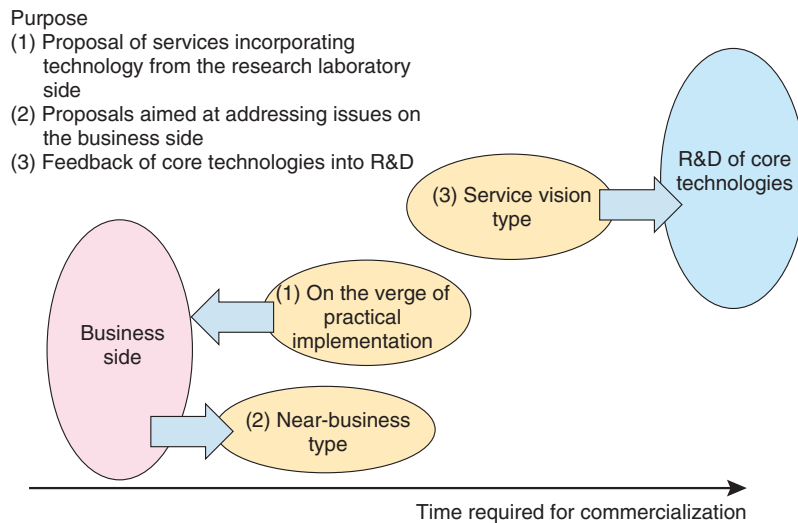 Purpose
(1) Proposal of services incorporating
technology from the research laboratory
side
(2) Proposals aimed at addressing issues on
the business side
(3) Feedback of core technologies into R&D
R&D of core
technologies
(3) Service vision
type
(1) On the verge of
practical
implementation
Business
side
(2) Near-business
type
Time required for commercialization